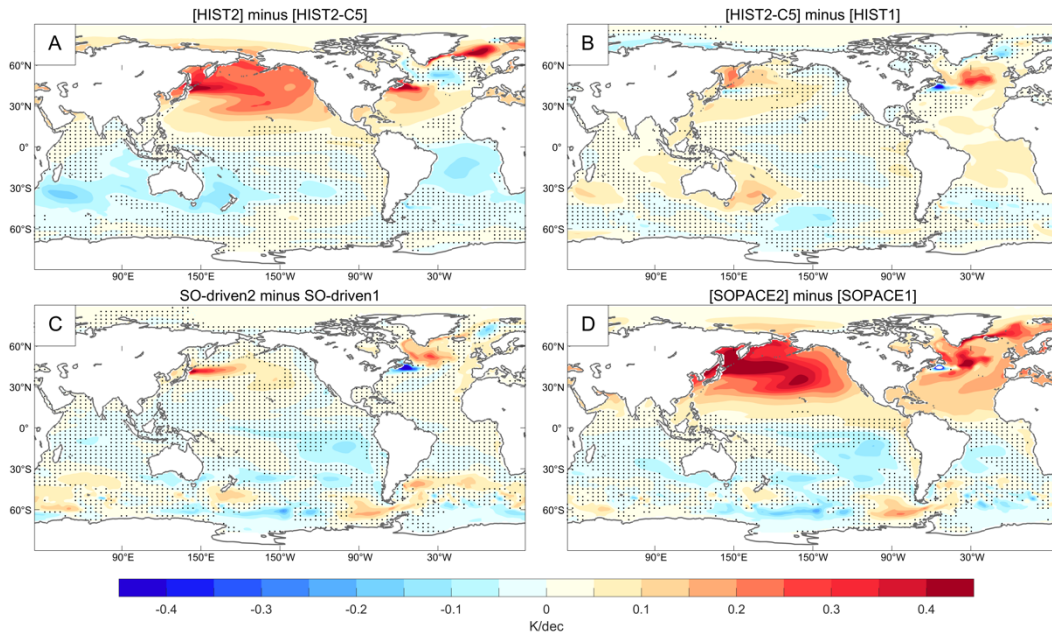 [HIST2] minus [HIST2-C5]
[HIST2-C5] minus [HIST1]
A
B
60°N
30°N
0°
30°S
60°S
60°N
30°N
0°
30°S
60°S
90°E
150°E
150°W
90°W
30°W
90°E
150°E
150°W
90°W
30°W
SO-driven2 minus SO-driven1
[SOPACE2] minus [SOPACE1]
C
D
60°N
30°N
0°
30°S
60°S
60°N
30°N
0°
30°S
60°S
90°E
150°E
150°W
90°W
30°W
90°E
150°E
150°W
90°W
30°W
-0.4
-0.3
-0.2
-0.1
0
0.1
0.2
0.3
0.4
K/dec